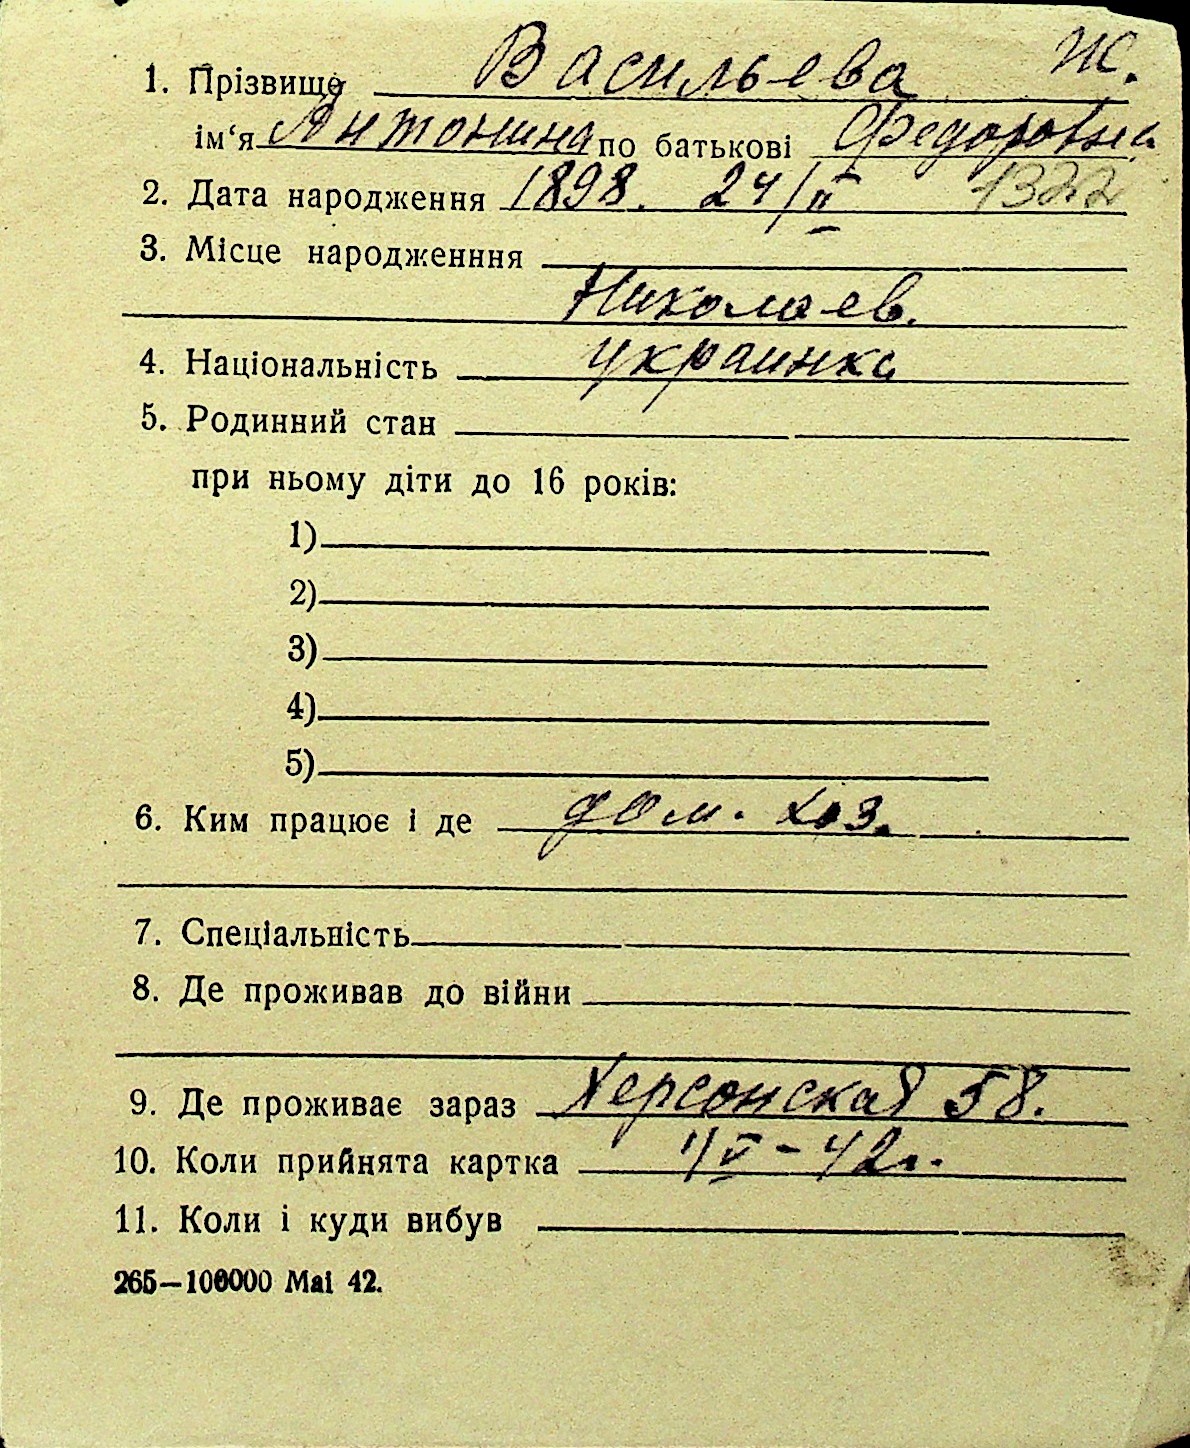 Ж.
1. Прізвище Васильева
ім‘я Антонина по батькові Федоровна
2. Дата народження 1898. 24/II 1322
3. Місце народженння
Николаев.
4. Національність украинка
5. Родинний стан
при ньому діти до 16 років:
1)
2)
3)
4)
5)
6. Ким працює і де дом. хоз.
7. Спеціальність
8. Де проживав до війни
9. Де проживає зараз Херсонская 58.
10. Коли прийнята картка 1/V - 42г.
11. Коли і куди вибув
265—100000 Mai 42.